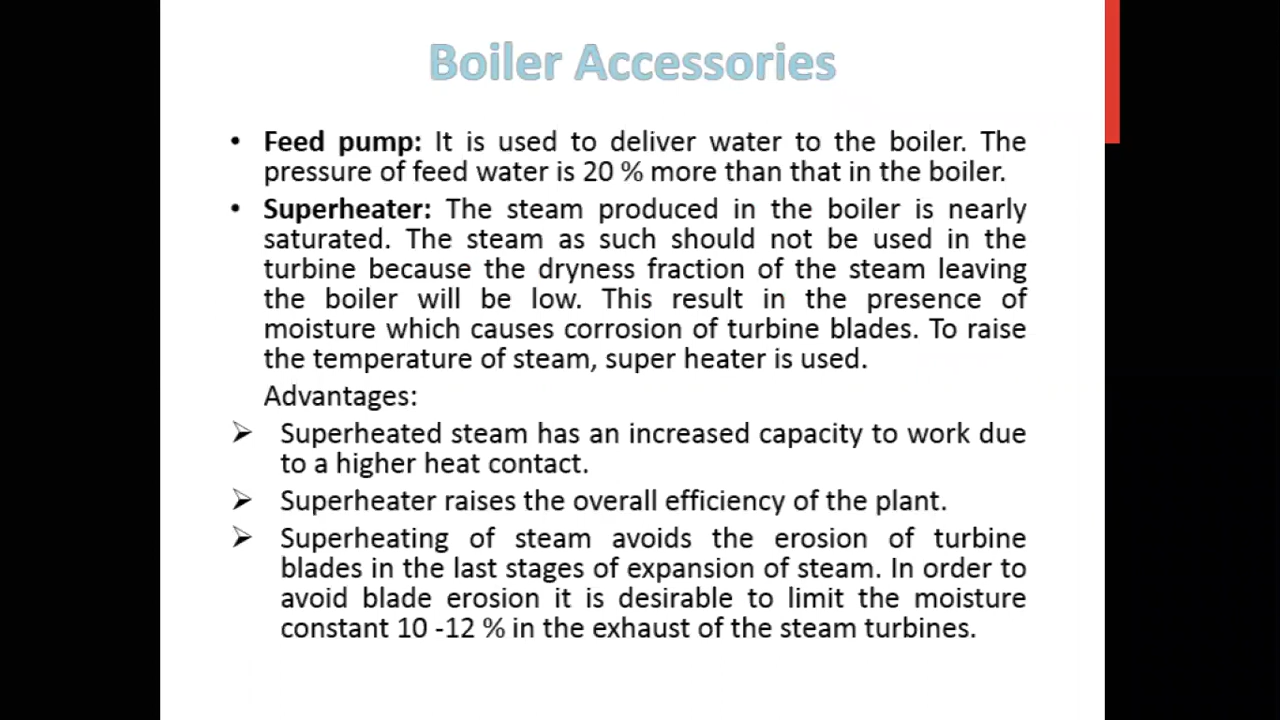 Boiler Accessories
• Feed pump: It is used to deliver water to the boiler. The
pressure of feed water is 20 % more than that in the boiler.
• Superheater: The steam produced in the boiler is nearly
saturated. The steam as such should not be used in the
turbine because the dryness fraction of the steam leaving
the boiler will be low. This result in the presence of
moisture which causes corrosion of turbine blades. To raise
the temperature of steam, super heater is used.
Advantages:
➢ Superheated steam has an increased capacity to work due
to a higher heat contact.
➢ Superheater raises the overall efficiency of the plant.
➢ Superheating of steam avoids the erosion of turbine
blades in the last stages of expansion of steam. In order to
avoid blade erosion it is desirable to limit the moisture
constant 10 -12 % in the exhaust of the steam turbines.